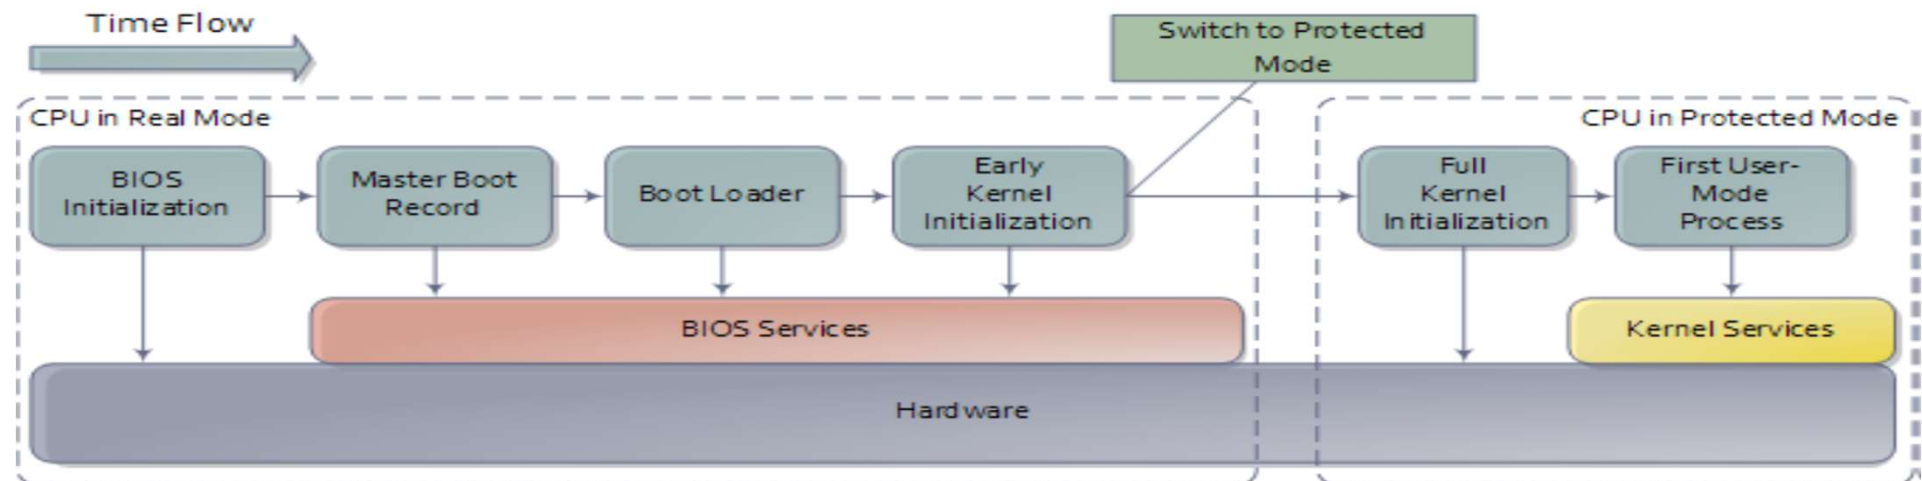 Time Flow
Switch to Protected
Mode
CPU in Real Mode
CPU in Protected Mode
BIOS
Initialization
Master Boot
Record
Boot Loader
Early
Kernel
Initialization
Full
Kernel
Initialization
First User-
Mode
Process
BIOS Services
Kernel Services
Hardware